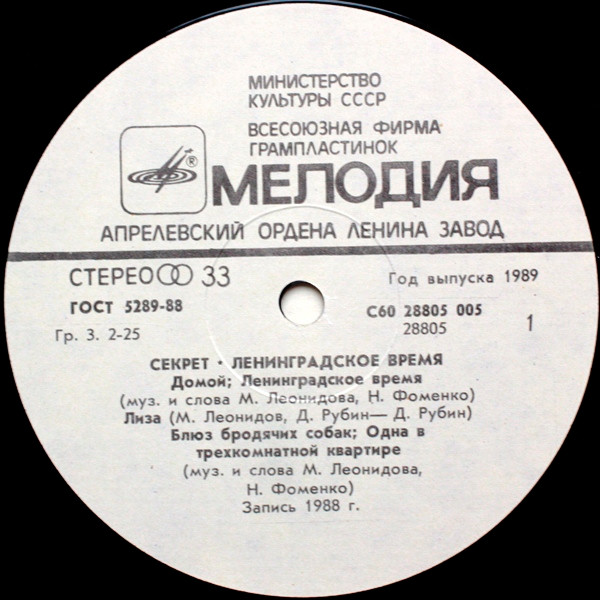 МИНИСТЕРСТВО
КУЛЬТУРЫ СССР
ВСЕСОЮЗНАЯ ФИРМА
ГРАМПЛАСТИНОК
®
МЕЛОДИЯ
АПРЕЛЕВСКИЙ ОРДЕНА ЛЕНИНА ЗАВОД
СТЕРЕО 33
Год выпуска 1989
ГОСТ 5289-88
С60 28805 005
Гр. 3. 2-25
28805
1
СЕКРЕТ · ЛЕНИНГРАДСКОЕ ВРЕМЯ
Домой; Ленинградское время
(муз. и слова М. Леонидова, Н. Фоменко)
Лиза (М. Леонидов, Д. Рубин— Д. Рубин)
Блюз бродячих собак; Одна в
трехкомнатной квартире
(муз. и слова М. Леонидова,
Н. Фоменко)
Запись 1988 г.